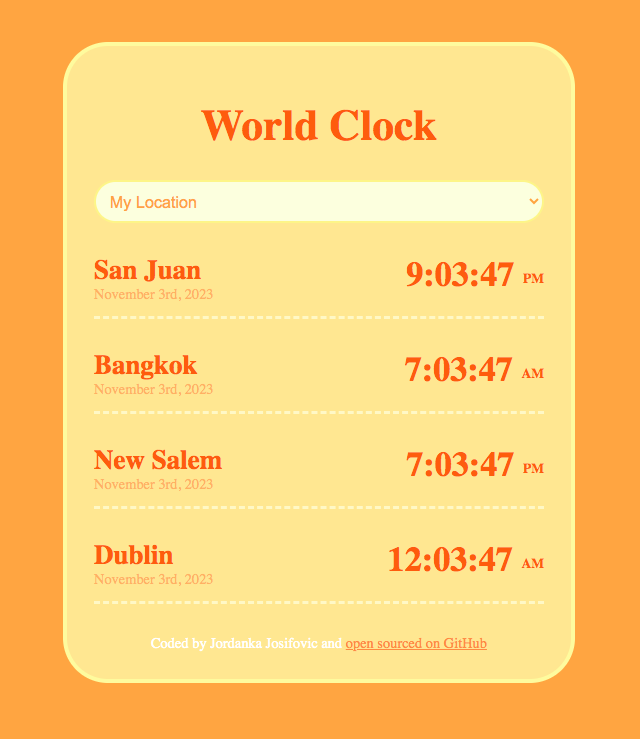 World Clock
My Location
San Juan
9:03:47 PM
November 3rd, 2023
Bangkok
7:03:47 AM
November 3rd, 2023
New Salem
7:03:47 PM
November 3rd, 2023
Dublin
12:03:47 AM
November 3rd, 2023
Coded by Jordanka Josifovic and open sourced on GitHub